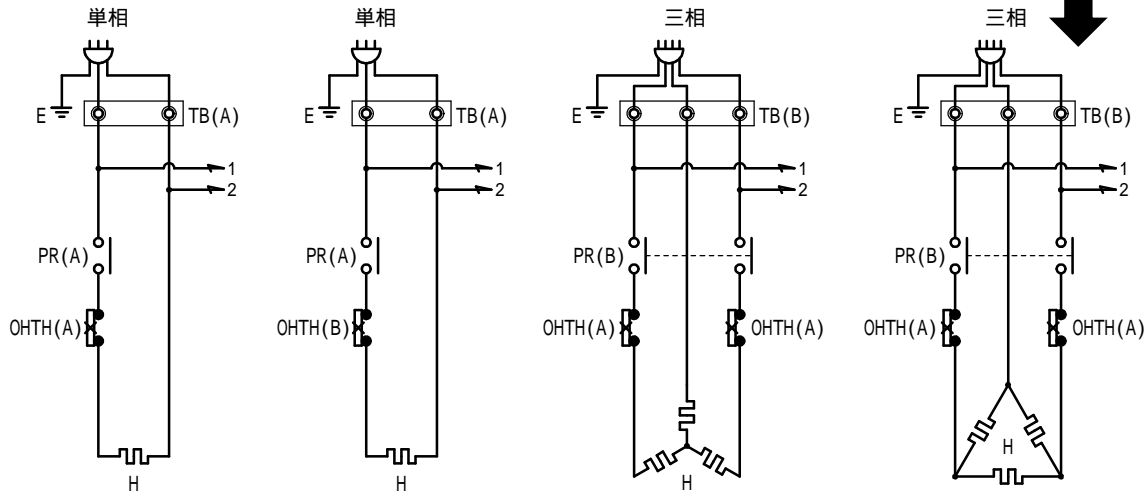 単相 単相 三相 三相
E TB(A) E TB(A) E TB(B) E TB(B)
1 1 1 1
2 2 2 2
PR(A) PR(A) PR(B) PR(B)
OHTH(A) OHTH(B) OHTH(A) OHTH(A) OHTH(A) OHTH(A)
H
H H H